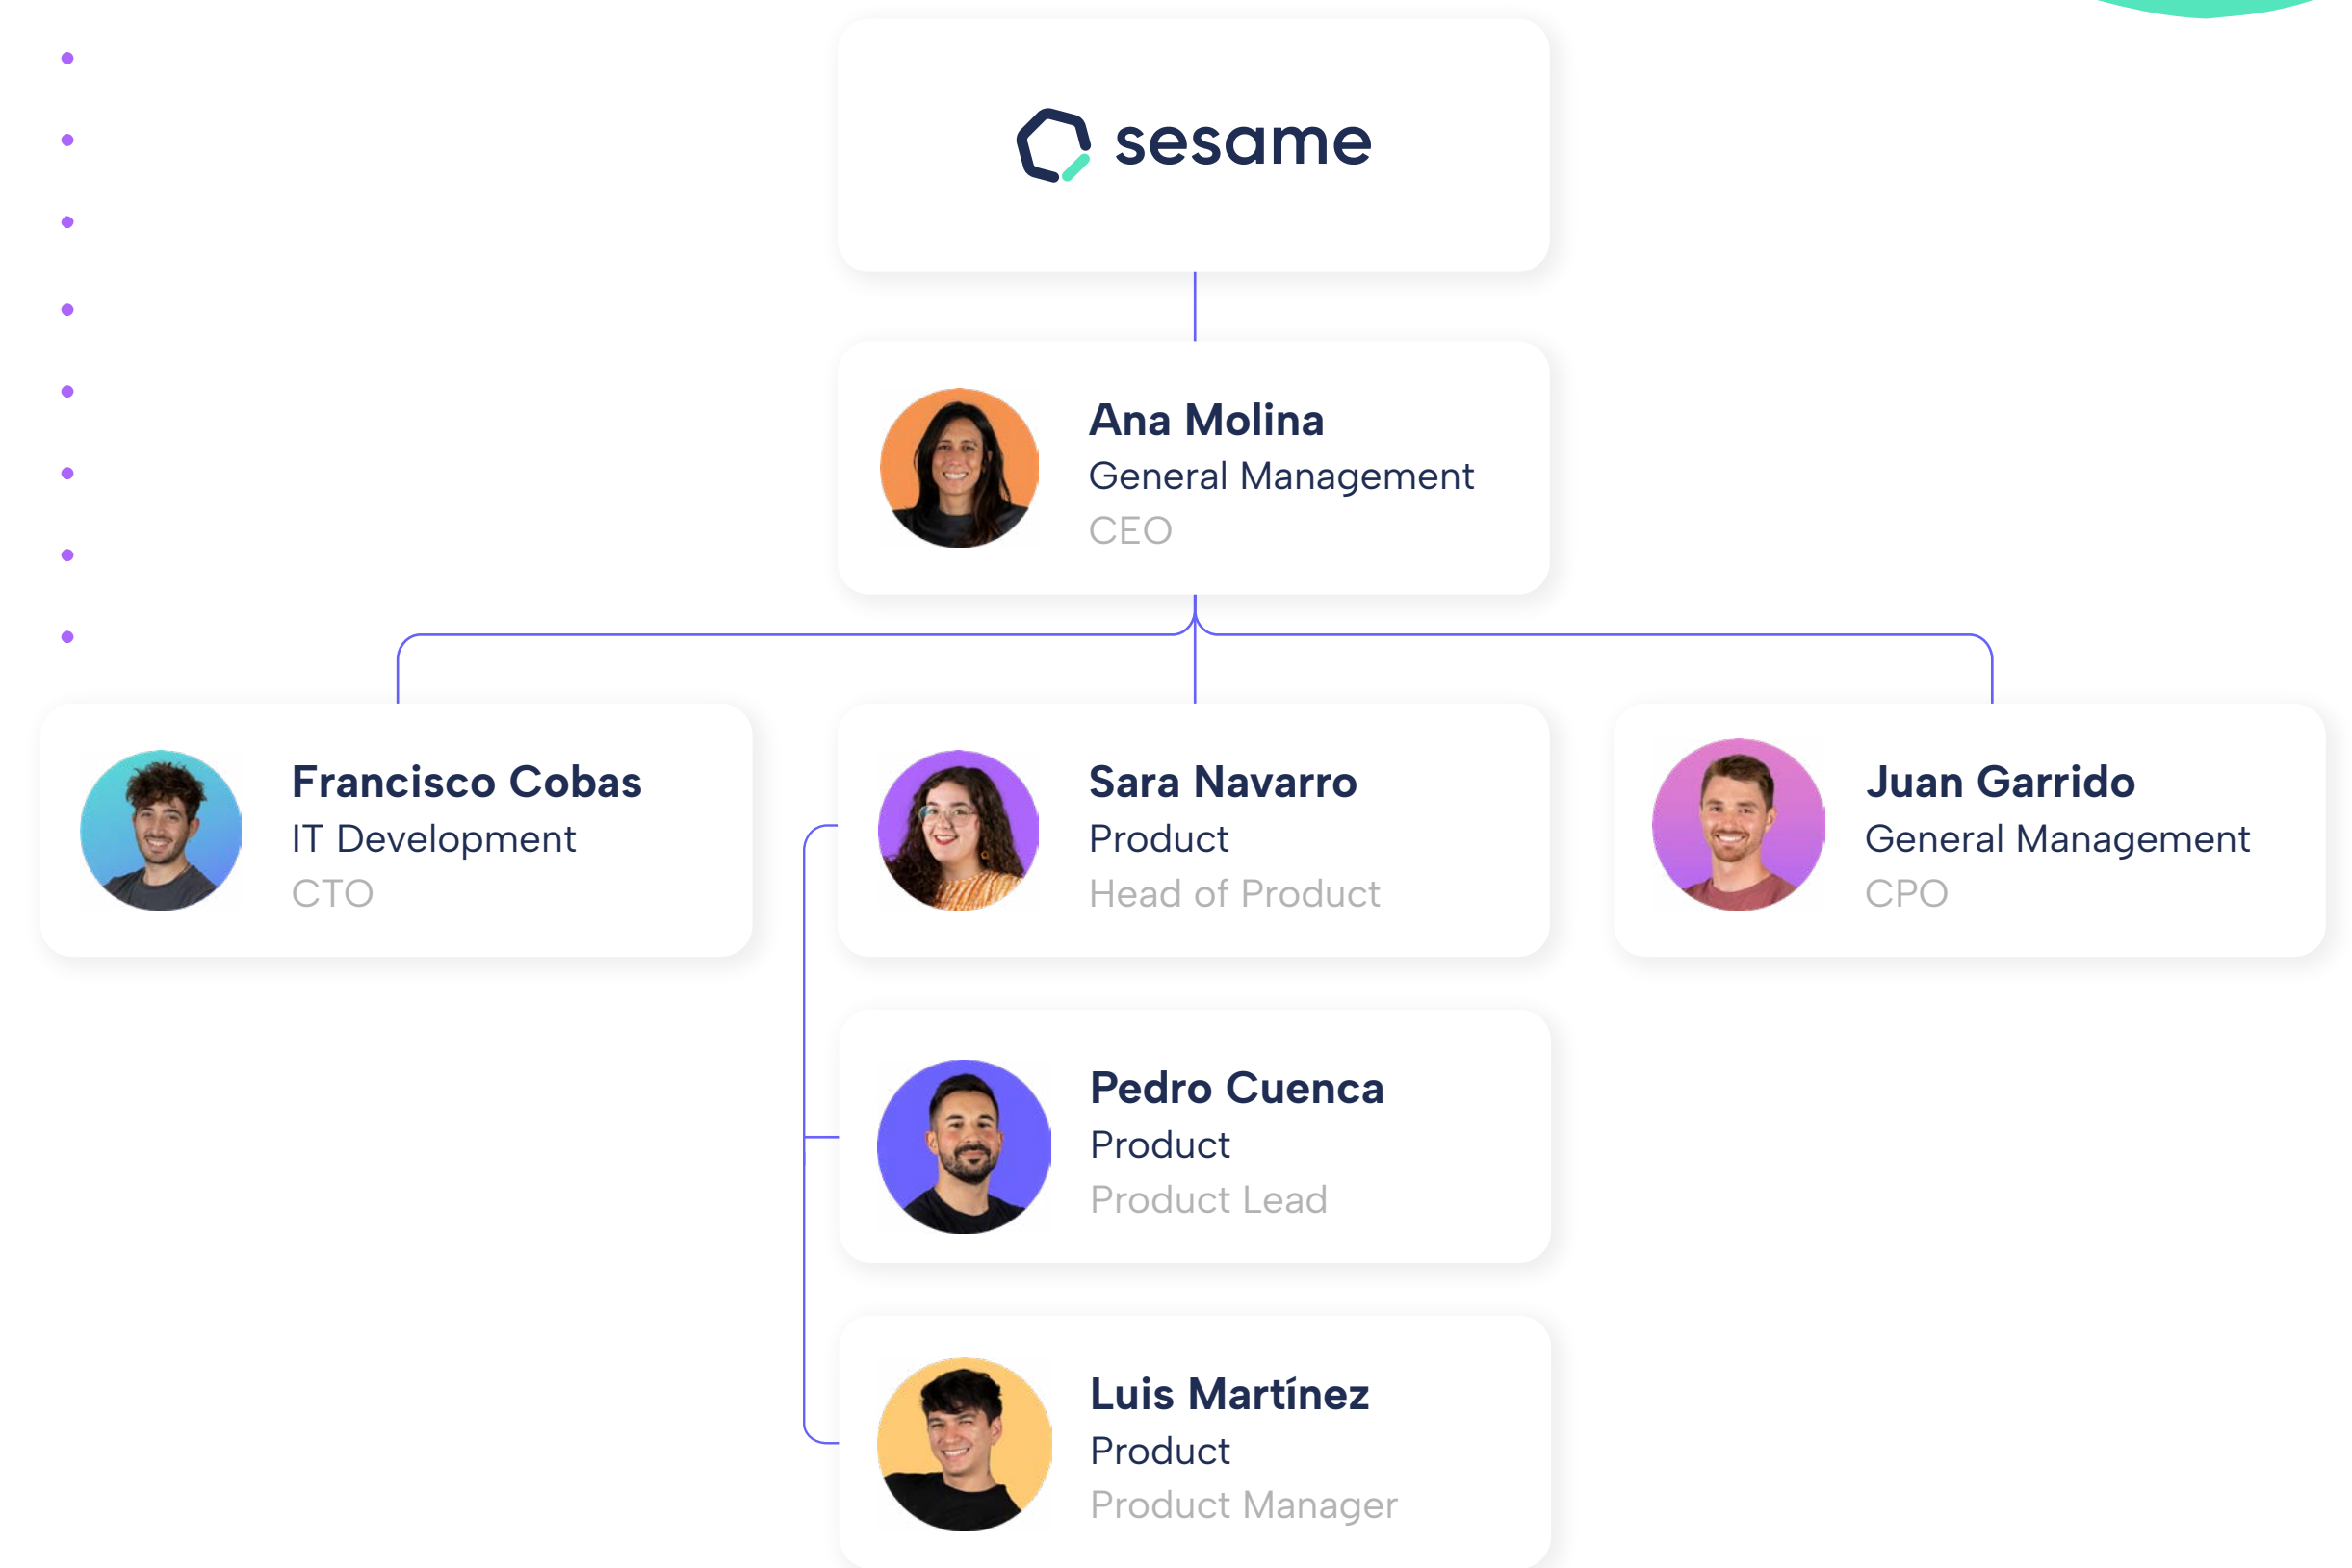 sesame
Ana Molina
General Management
CEO
Francisco Cobas
IT Development
CTO
Sara Navarro
Product
Head of Product
Juan Garrido
General Management
CPO
Pedro Cuenca
Product
Product Lead
Luis Martínez
Product
Product Manager